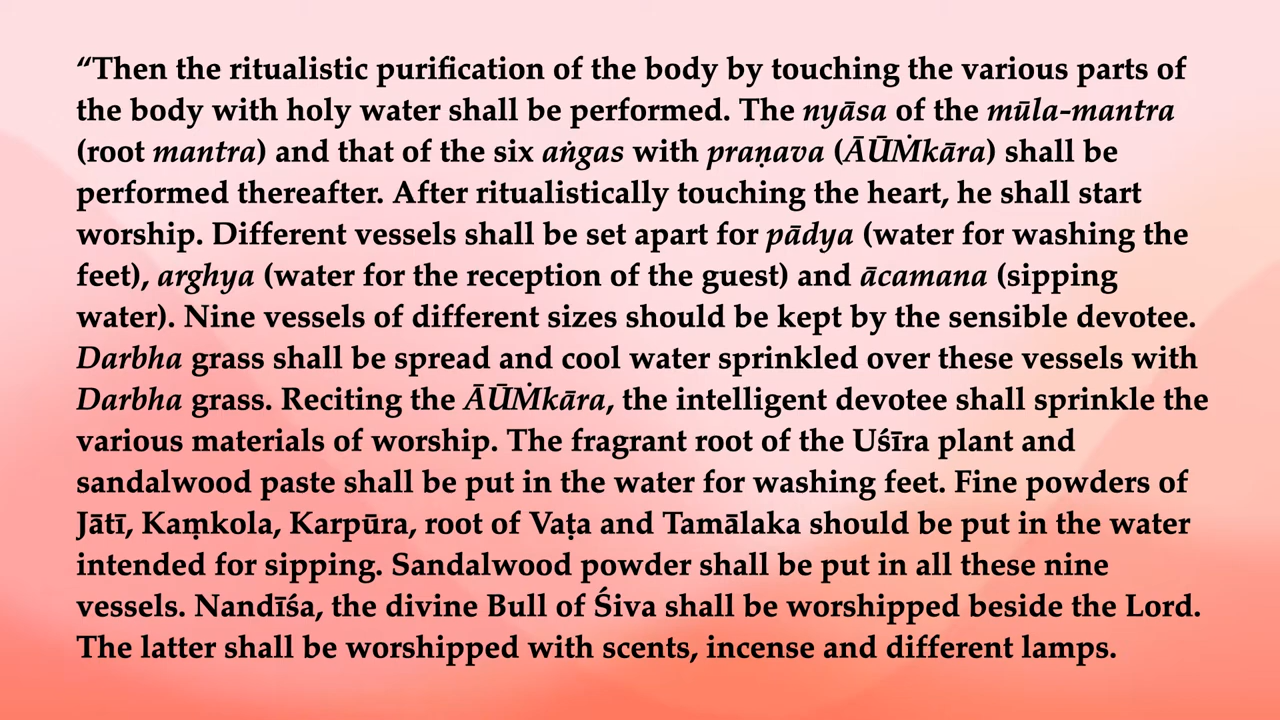 “Then the ritualistic purification of the body by touching the various parts of
the body with holy water shall be performed. The nyāsa of the mūla-mantra
(root mantra) and that of the six aṅgas with praṇava (ĀŪṀkāra) shall be
performed thereafter. After ritualistically touching the heart, he shall start
worship. Different vessels shall be set apart for pādya (water for washing the
feet), arghya (water for the reception of the guest) and ācamana (sipping
water). Nine vessels of different sizes should be kept by the sensible devotee.
Darbha grass shall be spread and cool water sprinkled over these vessels with
Darbha grass. Reciting the ĀŪṀkāra, the intelligent devotee shall sprinkle the
various materials of worship. The fragrant root of the Uśīra plant and
sandalwood paste shall be put in the water for washing feet. Fine powders of
Jātī, Kaṃkola, Karpūra, root of Vaṭa and Tamālaka should be put in the water
intended for sipping. Sandalwood powder shall be put in all these nine
vessels. Nandīśa, the divine Bull of Śiva shall be worshipped beside the Lord.
The latter shall be worshipped with scents, incense and different lamps.